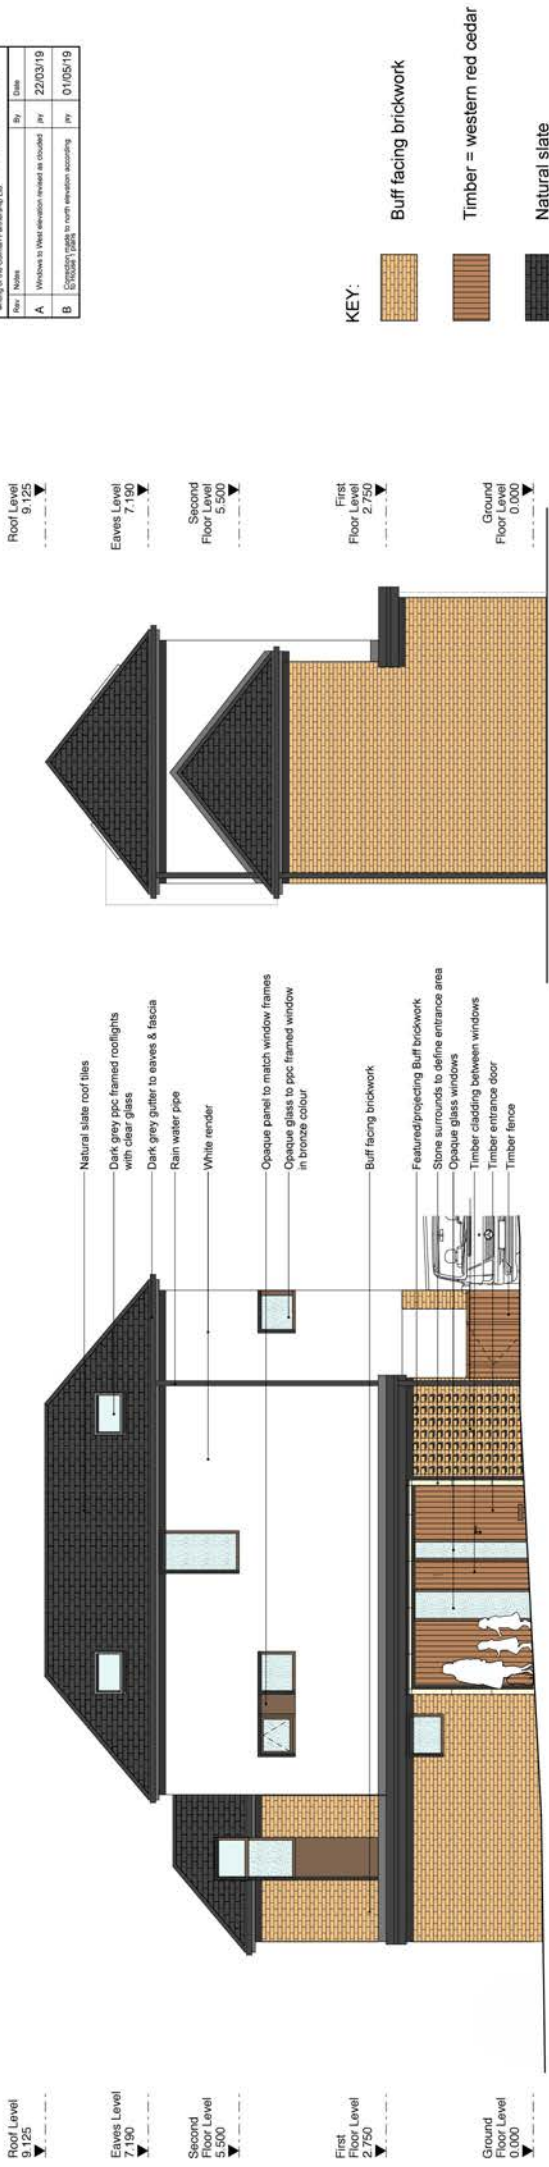 Rev Notes By Date
A Windows to West elevation revised as clouded jay 22/03/19
B Correction made to north elevation according to House 1 plans jay 01/05/19
KEY:
Buff facing brickwork
Timber = western red cedar
Natural slate
Roof Level
9.125
Eaves Level
7.190
Second
Floor Level
5.500
First
Floor Level
2.750
Ground
Floor Level
0.000
Natural slate roof tiles
Dark grey ppc framed rooflights
with clear glass
Dark grey gutter to eaves & fascia
Rain water pipe
White render
Opaque panel to match window frames
Opaque glass to ppc framed window
in bronze colour
Buff facing brickwork
Featured/projecting Buff brickwork
Stone surrounds to define entrance area
Opaque glass windows
Timber cladding between windows
Timber entrance door
Timber fence
Roof Level
9.125
Eaves Level
7.190
Second
Floor Level
5.500
First
Floor Level
2.750
Ground
Floor Level
0.000